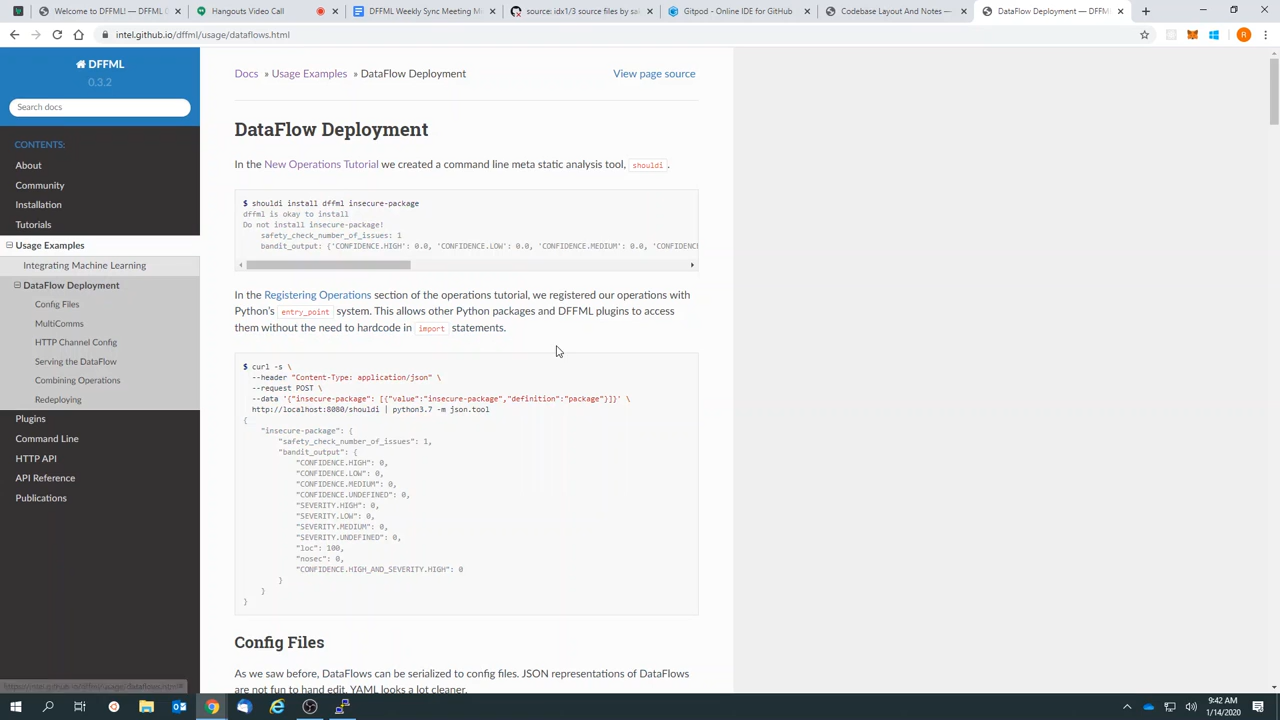 Welcome to DFFML! — DFFML 0.
Hangouts Video Call
DFFML Weekly Sync Meeting M
source: idx1/3 source files by sa
Gitpod - Online IDE for GitHub
Codebase Layout And Notes —
DataFlow Deployment — DFFML
intel.github.io/dffml/usage/dataflows.html
R
DFFML
0.3.2
Search docs
CONTENTS:
About
Community
Installation
Tutorials
Usage Examples
Integrating Machine Learning
DataFlow Deployment
Config Files
MultiComms
HTTP Channel Config
Serving the DataFlow
Combining Operations
Redeploying
Plugins
Command Line
HTTP API
API Reference
Publications
Docs » Usage Examples » DataFlow Deployment
View page source
DataFlow Deployment
In the New Operations Tutorial we created a command line meta static analysis tool, shouldi.
$ shouldi install dffml insecure-package
dffml is okay to install
Do not install insecure-package!
safety_check_number_of_issues: 1
bandit_output: {'CONFIDENCE.HIGH': 0.0, 'CONFIDENCE.LOW': 0.0, 'CONFIDENCE.MEDIUM': 0.0, 'CONFIDENC
In the Registering Operations section of the operations tutorial, we registered our operations with
Python's entry_point system. This allows other Python packages and DFFML plugins to access
them without the need to hardcode in import statements.
$ curl -s \
--header "Content-Type: application/json" \
--request POST \
--data '{"insecure-package": [{"value":"insecure-package","definition":"package"}]}' \
http://localhost:8080/shouldi | python3.7 -m json.tool
{
"insecure-package": {
"safety_check_number_of_issues": 1,
"bandit_output": {
"CONFIDENCE.HIGH": 0,
"CONFIDENCE.LOW": 0,
"CONFIDENCE.MEDIUM": 0,
"CONFIDENCE.UNDEFINED": 0,
"SEVERITY.HIGH": 0,
"SEVERITY.LOW": 0,
"SEVERITY.MEDIUM": 0,
"SEVERITY.UNDEFINED": 0,
"loc": 100,
"nosec": 0,
"CONFIDENCE.HIGH_AND_SEVERITY.HIGH": 0
}
}
}
Config Files
As we saw before, DataFlows can be serialized to config files. JSON representations of DataFlows
are not fun to hand edit. YAML looks a lot cleaner.
9:42 AM
1/14/2020